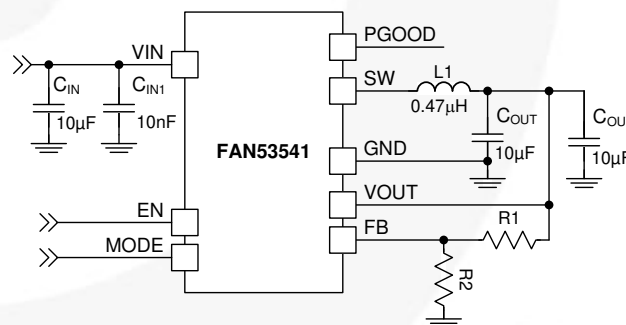 PGOOD
VIN
SW
L1
0.47µH
CIN
10µF
CIN1
10nF
COUT
10µF
10µF
FAN53541
GND
VOUT
EN
R1
FB
MODE
R2